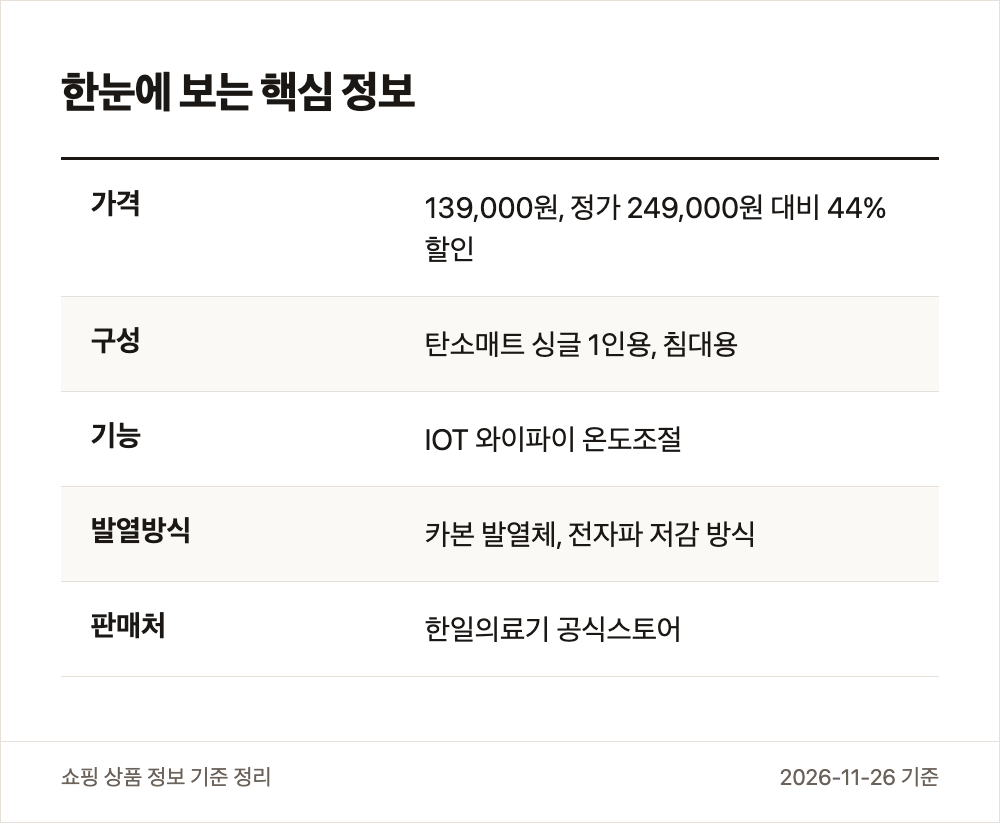 한눈에 보는 핵심 정보
가격
139,000원, 정가 249,000원 대비 44%
할인
구성
탄소매트 싱글 1인용, 침대용
기능
IOT 와이파이 온도조절
발열방식
카본 발열체, 전자파 저감 방식
판매처
한일의료기 공식스토어
쇼핑 상품 정보 기준 정리
2026-11-26 기준